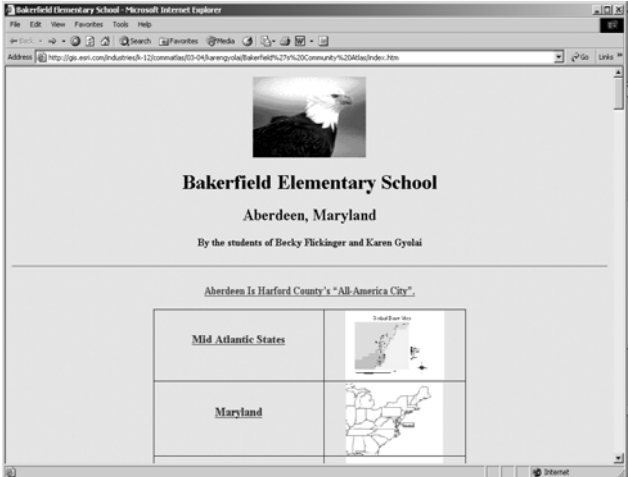 Bakerfield Elementary School - Microsoft Internet Explorer
File Edit View Favorites Tools Help
Back Search Favorites Media
Address http://gis.esri.com/industries/k-12/commatlas/03-04/karengyolai/Bakerfield%27s%20Community%20Atlas/index.htm Go Links »
Bakerfield Elementary School
Aberdeen, Maryland
By the students of Becky Flickinger and Karen Gyolai
Aberdeen Is Harford County's “All-America City”.
Mid Atlantic States
Maryland
Internet